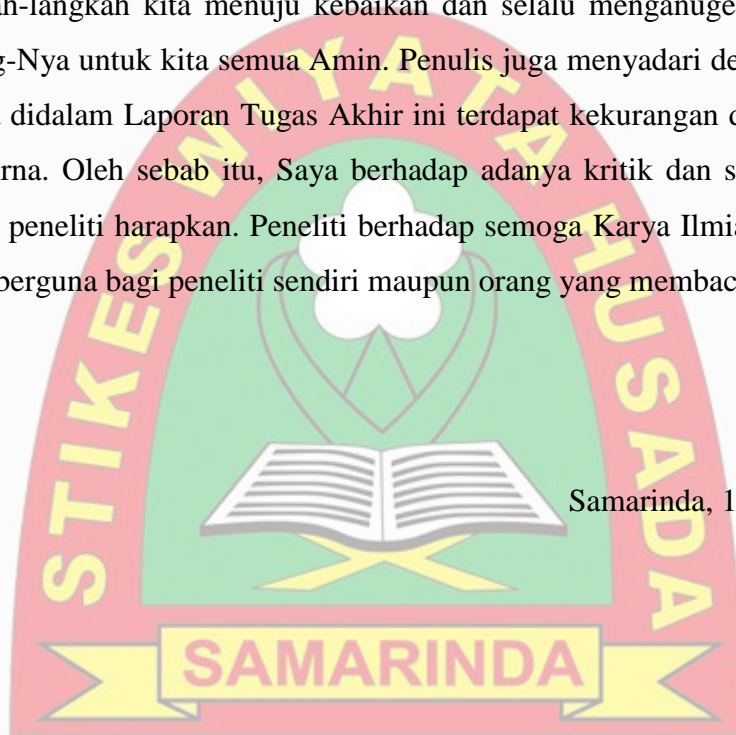 ah-langkah kita menuju kebaikan dan selalu menganuge
g-Nya untuk kita semua Amin. Penulis juga menyadari de
didalam Laporan Tugas Akhir ini terdapat kekurangan d
rna. Oleh sebab itu, Saya berhadap adanya kritik dan s
peneliti harapkan. Peneliti berhadap semoga Karya Ilmia
berguna bagi peneliti sendiri maupun orang yang membac
Samarinda, 1
STIKES WIYATA HUSADA
SAMARINDA